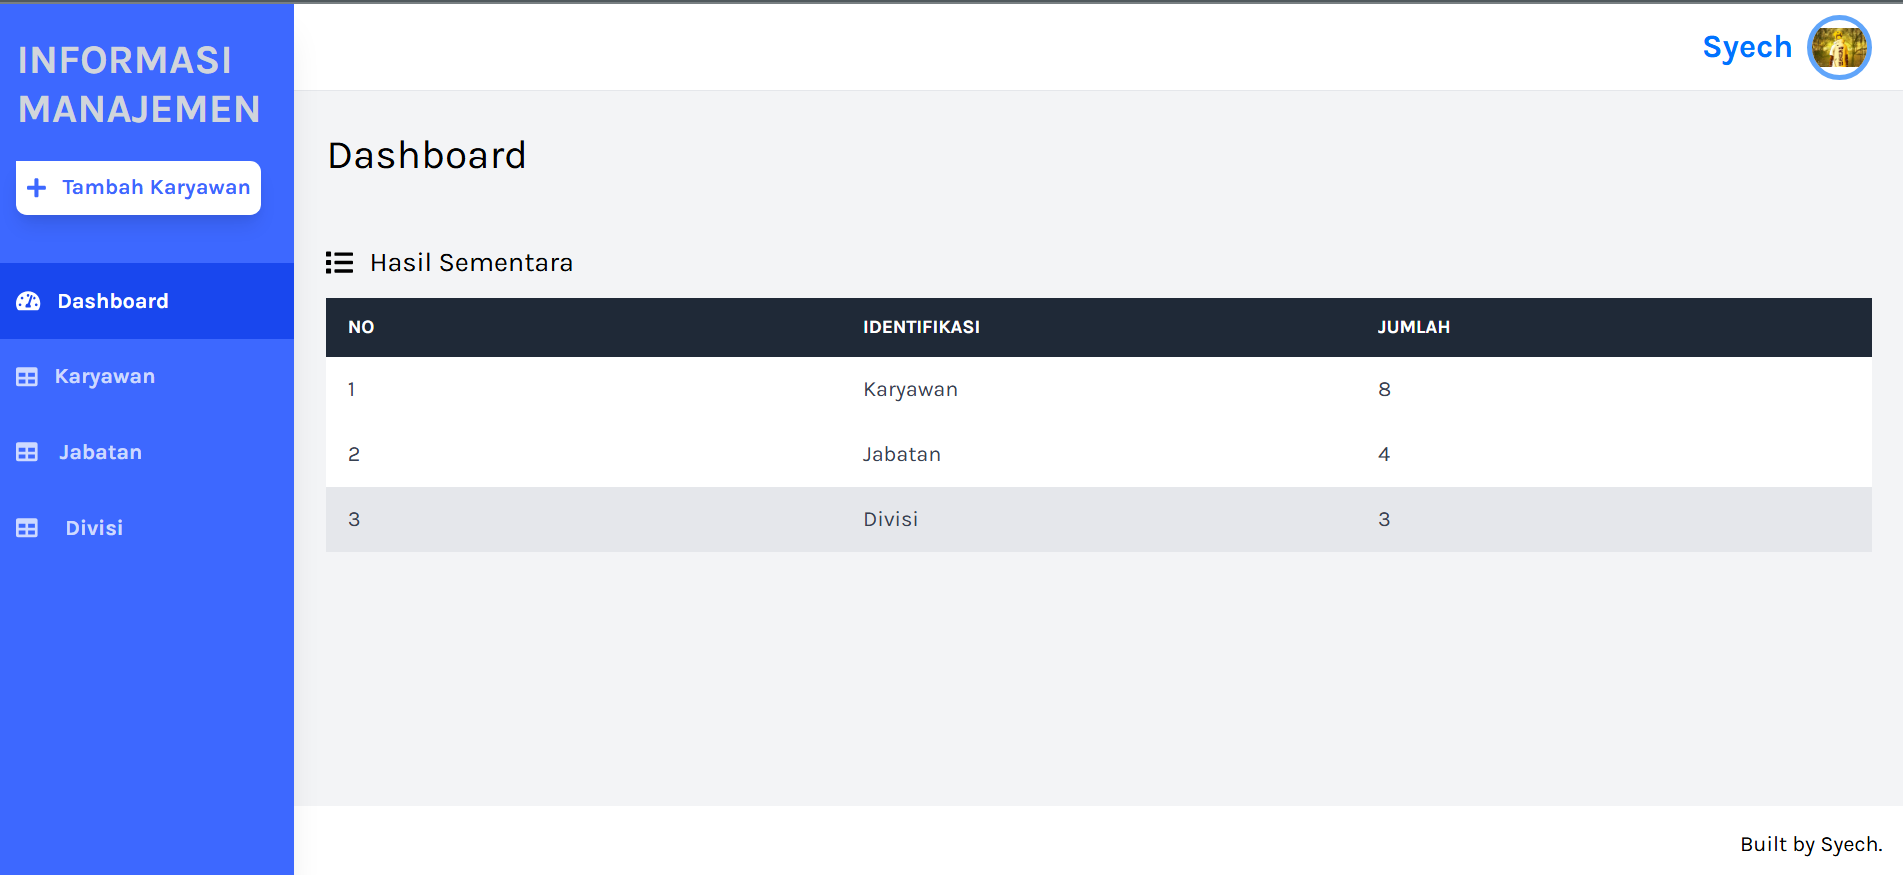 INFORMASI
MANAJEMEN
Tambah Karyawan
Dashboard
Karyawan
Jabatan
Divisi
Syech
Dashboard
Hasil Sementara
NO IDENTIFIKASI JUMLAH
1 Karyawan 8
2 Jabatan 4
3 Divisi 3
Built by Syech.